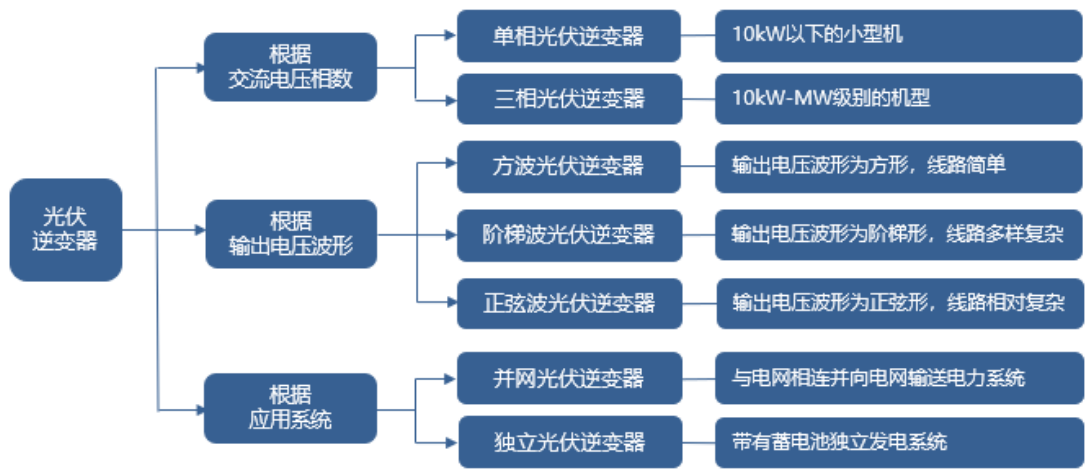 光伏
逆变器
根据
交流电压相数
单相光伏逆变器
10kW以下的小型机
三相光伏逆变器
10kW-MW级别的机型
根据
输出电压波形
方波光伏逆变器
输出电压波形为方形，线路简单
阶梯波光伏逆变器
输出电压波形为阶梯形，线路多样复杂
正弦波光伏逆变器
输出电压波形为正弦形，线路相对复杂
根据
应用系统
并网光伏逆变器
与电网相连并向电网输送电力系统
独立光伏逆变器
带有蓄电池独立发电系统